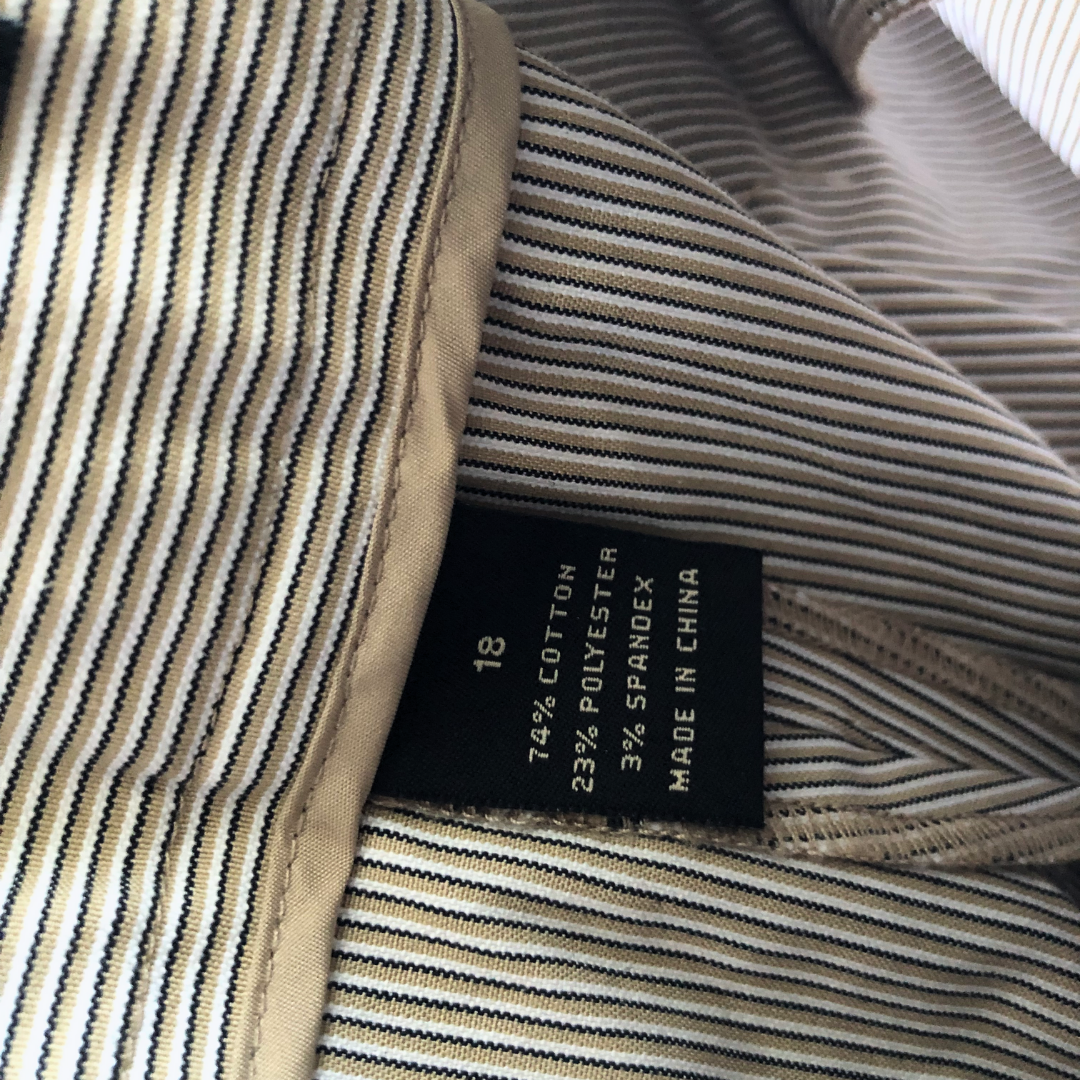 18
74% COTTON
23% POLYESTER
3% SPANDEX
MADE IN CHINA